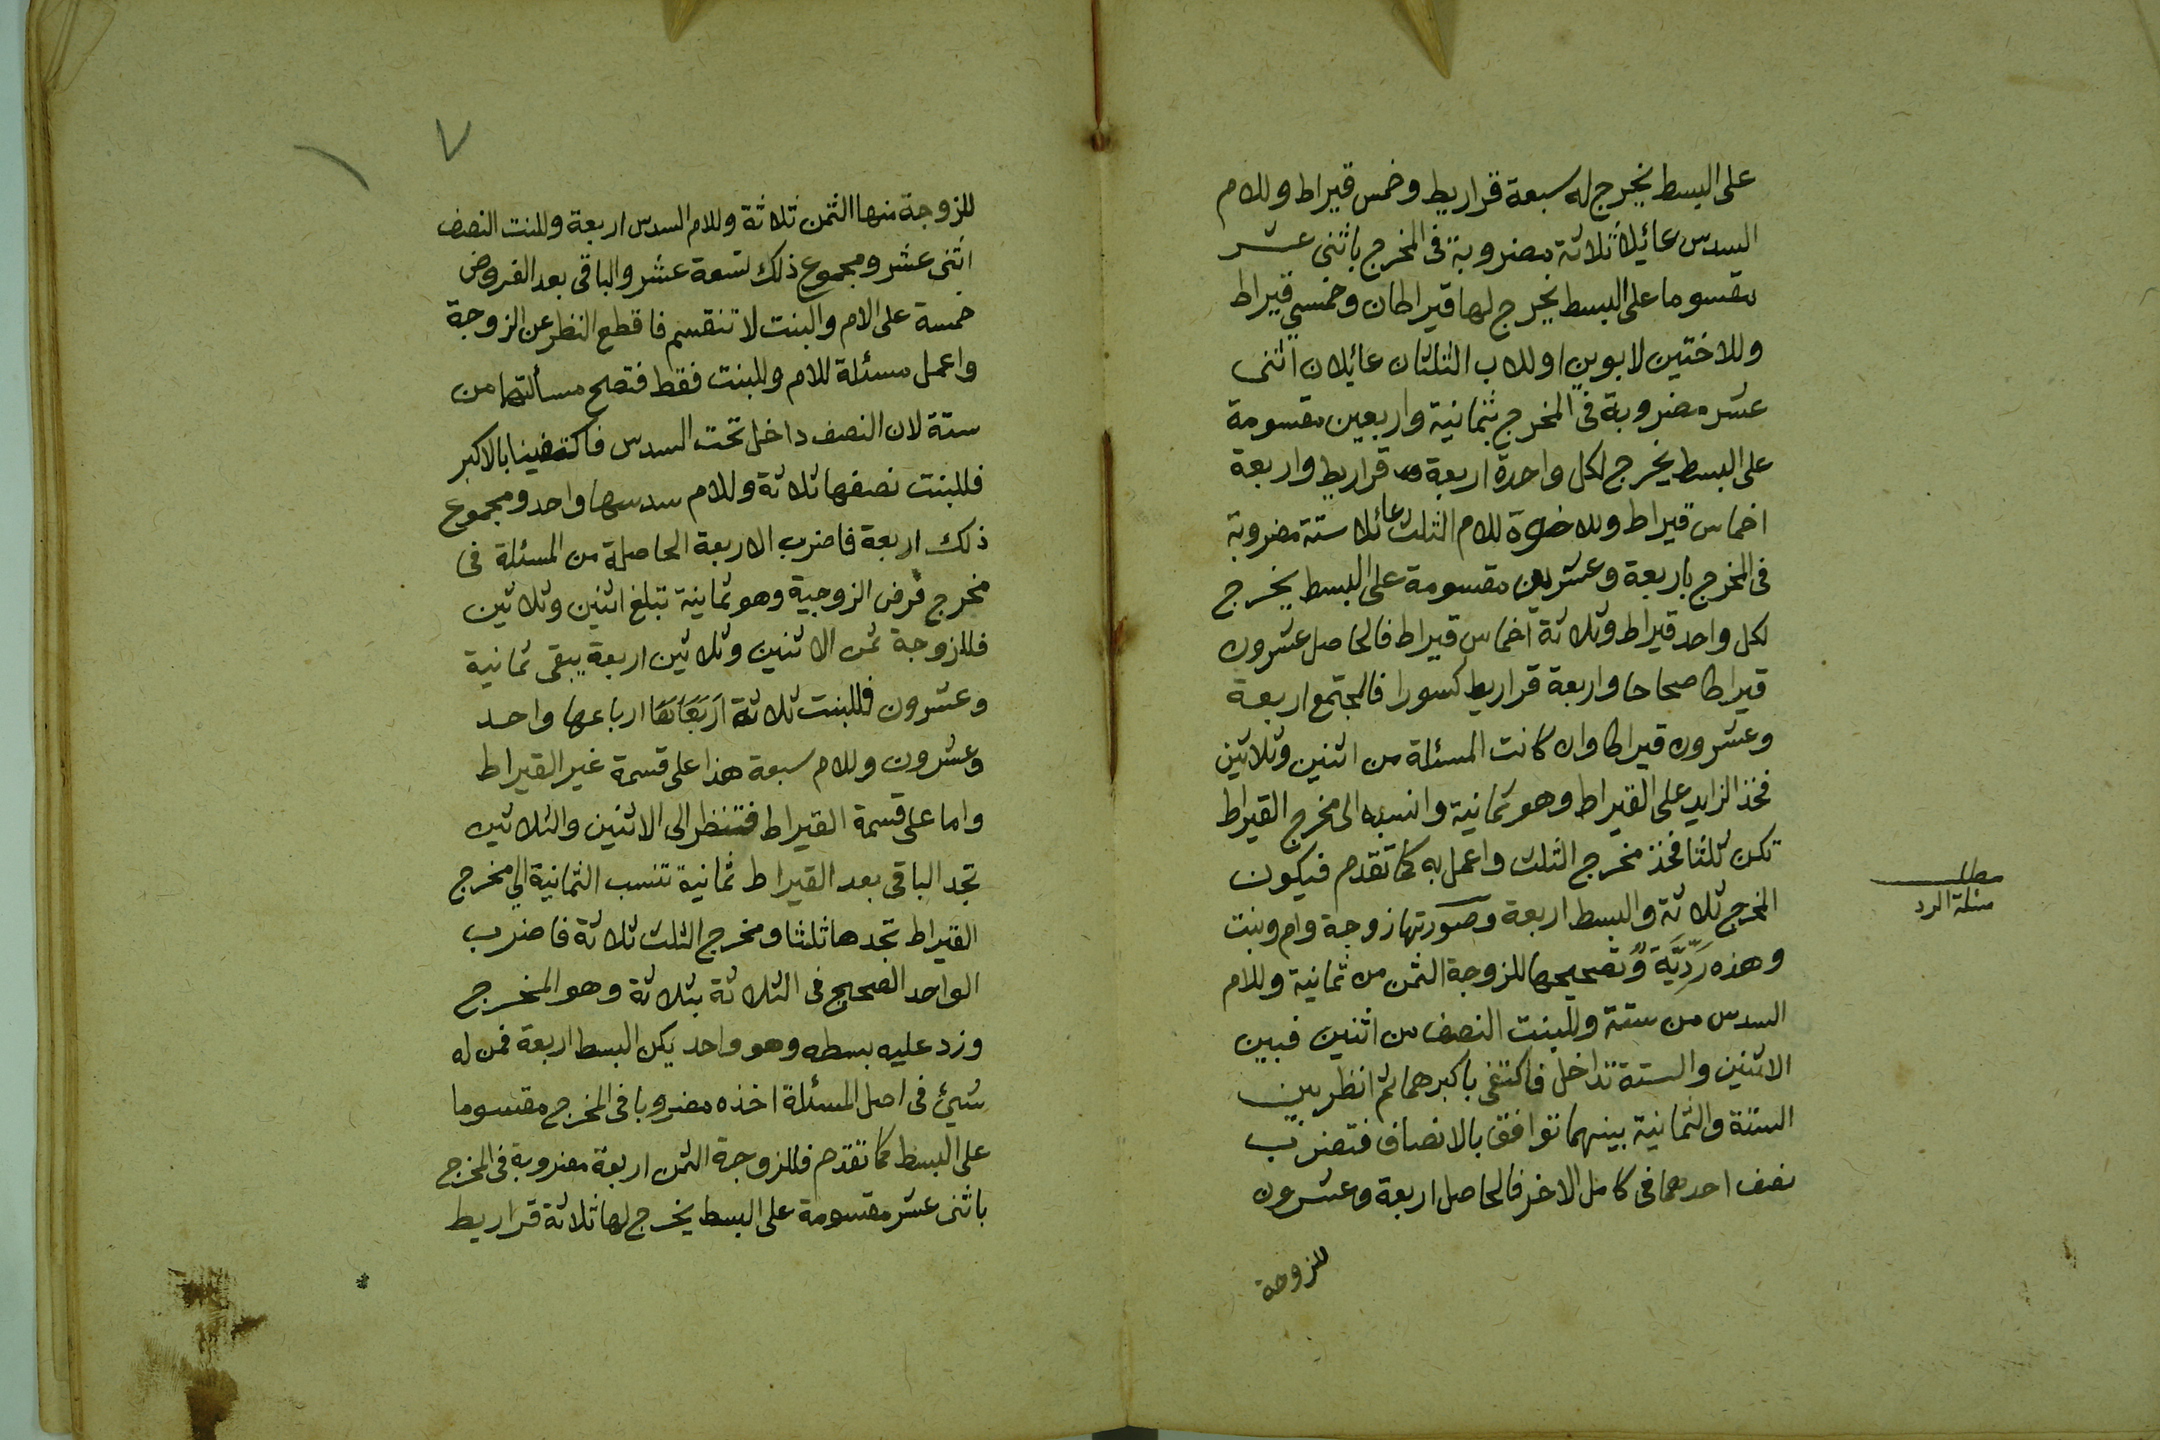 على البسط يخرج له سبعة قراريط وخمس قيراط وللام
السدس عائلا ثلاثة مضروبة فى المخرج باثنى عشر
مقسوما على البسط يخرج لها قيراطان وخمسي قيراط
وللاختين لابوين او للاب الثلثان عائلان اثنى
عشر مضروبة فى المخرج بثمانية واربعين مقسومة
على البسط يخرج لكل واحدة اربعة قراريط واربعة
اخماس قيراط وللاخوة للام الثلث عائلا ستة مضروبة
فى المخرج باربعة وعشرين مقسومة على البسط يخرج
لكل واحد قيراط وثلاثة اخماس قيراط فالحاصل عشرون
قيراطا صحاحا واربعة قراريط كسورا فالمجتمع اربعة
وعشرون قيراطا وان كانت المسئلة من اثنين وثلاثين
فخذ الزايد على القيراط وهو ثمانية وانسبه الى مخرج القيراط
تكن ثلثا فخذ مخرج الثلث واعمل به كما تقدم فيكون
المخرج ثلاثة والبسط اربعة وصورتها زوجة وام وبنت
وهذه رَدِّيَّة وتصحيحها للزوجة الثمن من ثمانية وللام
السدس من ستة وللبنت النصف من اثنين فبين
الاثنين والستة تداخل فاكتفى باكبرهما ثم انظر بين
الستة والثمانية بينهما توافق بالانصاف فتضرب
نصف احدهما فى كامل الاخر فالحاصل اربعة وعشرون
للزوجة
مطلب
مسئلة الرد
٧
للزوجة منها الثمن ثلاثة وللام السدس اربعة وللبنت النصف
اثنى عشر ومجموع ذلك تسعة عشر والباقى بعد الفروض
خمسة على الام والبنت لا تنقسم فاقطع النظر عن الزوجة
واعمل مسئلة للام وللبنت فقط فتصح مسألتهما من
ستة لان النصف داخل تحت السدس فاكتفينا بالاكبر
فللبنت نصفها ثلاثة وللام سدسها واحد ومجموع
ذلك اربعة فاضرب الاربعة الحاصلة من المسئلة فى
مخرج فرض الزوجية وهو ثمانية تبلغ اثنين وثلاثين
فللزوجة ثمن الاثنين وثلاثين اربعة يبقى ثمانية
وعشرون فللبنت ثلاثة اَرْبَعَاتهَا ارباعها واحد
وعشرون وللام سبعة هذا على قسمة غير القيراط
واما على قسمة القيراط فتنظر الى الاثنين والثلاثين
تجد الباقى بعد القيراط ثمانية تنسب الثمانية الى مخرج
القيراط تجدها ثلثا ومخرج الثلث ثلاثة فاضرب
الواحد الصحيح فى الثلاثة بثلاثة وهو المخرج
وزد عليه بسطه وهو واحد يكن البسط اربعة فمن له
شيئ فى اصل المسئلة اخذه مضروبا فى المخرج مقسوما
على البسط كما تقدم فللزوجة الثمن اربعة مضروبة فى المخرج
باثنى عشر مقسومة على البسط يخرج لها ثلاثة قراريط